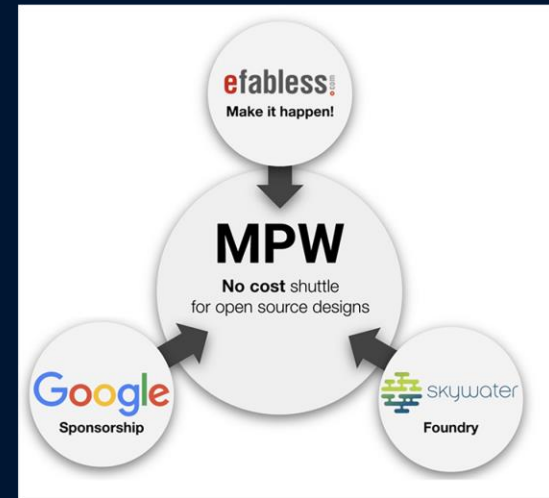 efabless.com
Make it happen!
MPW
No cost shuttle
for open source designs
Google
Sponsorship
skywater
Foundry